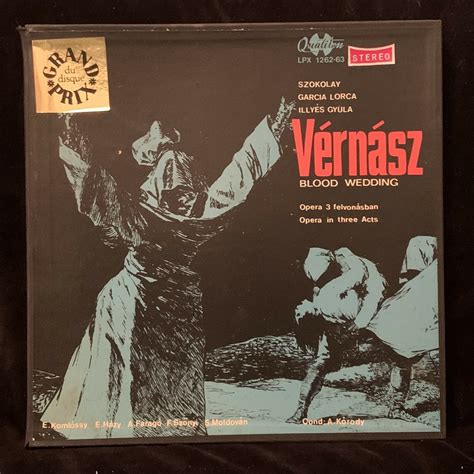 GRAND
du
disque
PRIX
Qualiton
LPX 1262-63
STEREO
SZOKOLAY
GARCIA LORCA
ILLYÉS GYULA
Vérnász
BLOOD WEDDING
Opera 3 felvonásban
Opera in three Acts
E.Komlóssy E.Házy A.Faragó F.Szőnyi S.Moldován Cond: A.Kórody